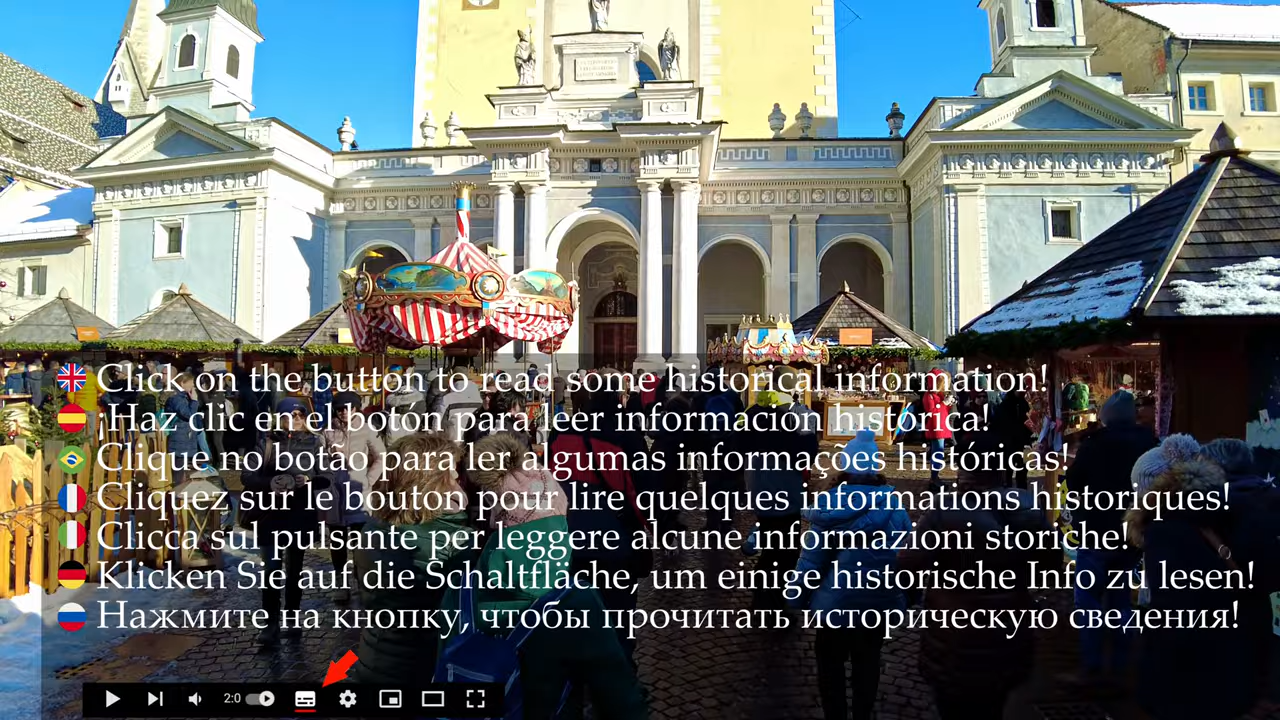 Click on the button to read some historical information!
¡Haz clic en el botón para leer información histórica!
Clique no botão para ler algumas informações históricas!
Cliquez sur le bouton pour lire quelques informations historiques!
Clicca sul pulsante per leggere alcune informazioni storiche!
Klicken Sie auf die Schaltfläche, um einige historische Info zu lesen!
Нажмите на кнопку, чтобы прочитать историческую сведения!
2:0